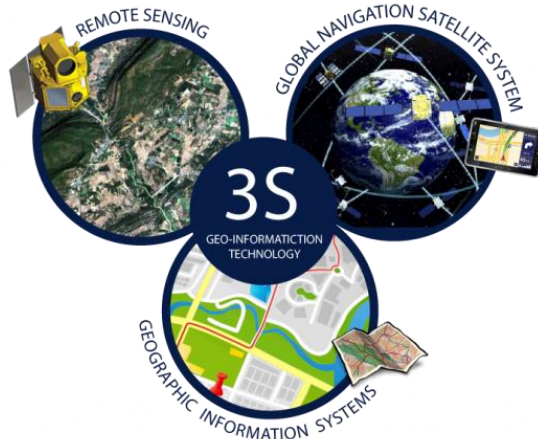 REMOTE SENSING
GLOBAL NAVIGATION SATELLITE SYSTEM
3S
GEO-INFORMATICTION
TECHNOLOGY
GEOGRAPHIC INFORMATION SYSTEMS